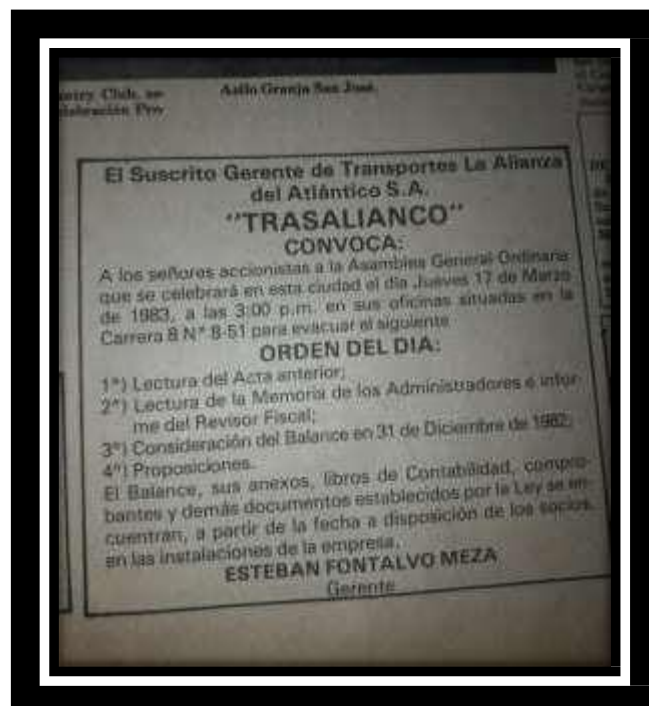 Country Club, se-
Asilo Granja San José.
El Suscrito Gerente de Transportes La Alianza
del Atlántico S.A.
"TRASALIANCO"
CONVOCA:
A los señores accionistas a la Asamblea General Ordinaria
que se celebrará en esta ciudad el día Jueves 17 de Marzo
de 1983, a las 3:00 p.m. en sus oficinas situadas en la
Carrera 8 N° 8-51 para evacuar el siguiente
ORDEN DEL DIA:
1°) Lectura del Acta anterior;
2°) Lectura de la Memoria de los Administradores e infor-
me del Revisor Fiscal;
3°) Consideración del Balance en 31 de Diciembre de 1982;
4°) Proposiciones.
El Balance, sus anexos, libros de Contabilidad, compro-
bantes y demás documentos establecidos por la Ley se en-
cuentran, a partir de la fecha a disposición de los socios,
en las instalaciones de la empresa.
ESTEBAN FONTALVO MEZA
Gerente